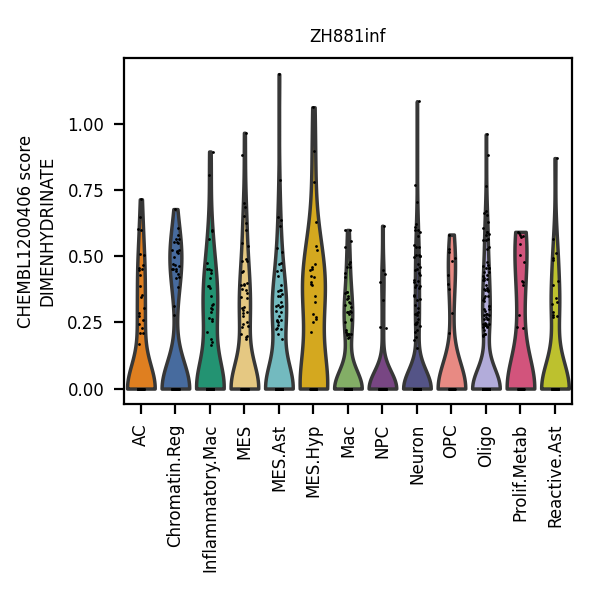 ZH881inf
CHEMBL1200406 score
DIMENHYDRINATE
1.00
0.75
0.50
0.25
0.00
AC
Chromatin.Reg
Inflammatory.Mac
MES
MES.Ast
MES.Hyp
Mac
NPC
Neuron
OPC
Oligo
Prolif.Metab
Reactive.Ast